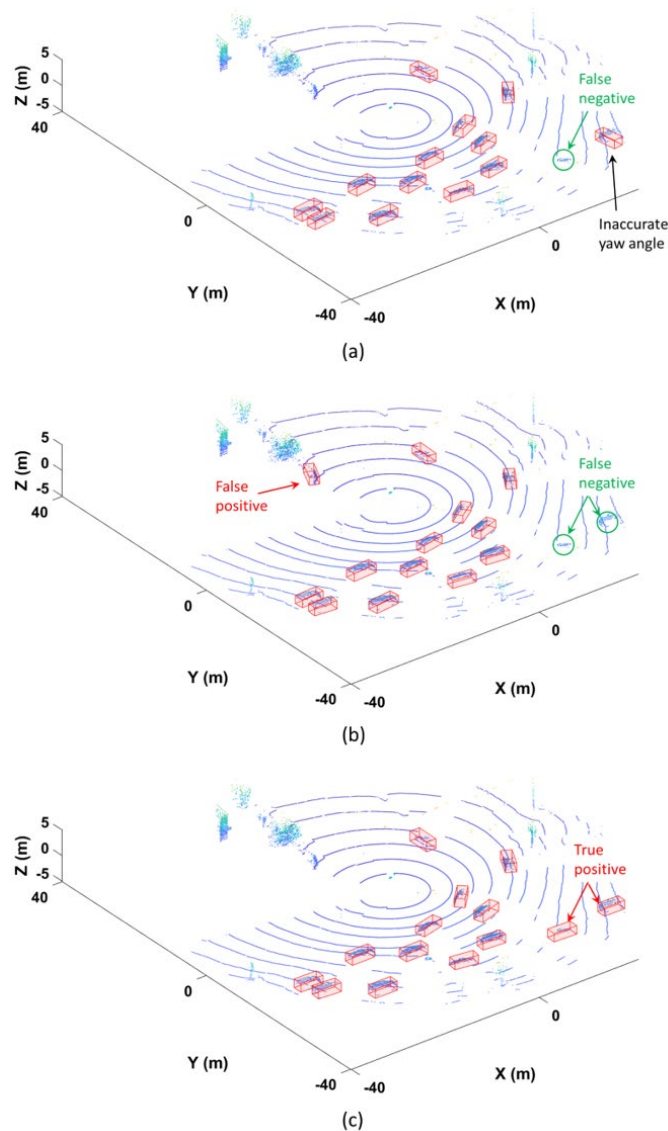 5
0
-5
40
Z (m)
0
Y (m)
-40
-40
X (m)
0
False
negative
Inaccurate
yaw angle
(a)
5
0
-5
40
Z (m)
False
positive
0
Y (m)
-40
-40
X (m)
0
False
negative
(b)
5
0
-5
40
Z (m)
0
Y (m)
-40
-40
X (m)
0
True
positive
(c)